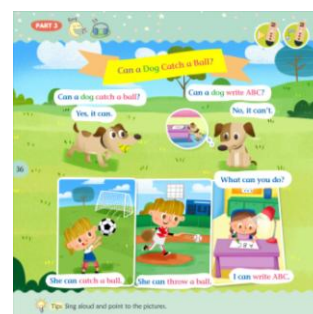 PART 3
Can a Dog Catch a Ball?
Can a dog catch a ball?
Yes, it can.
Can a dog write ABC?
No, it can't.
36
What can you do?
She can catch a ball.
She can throw a ball.
I can write ABC.
Tips Sing aloud and point to the pictures.